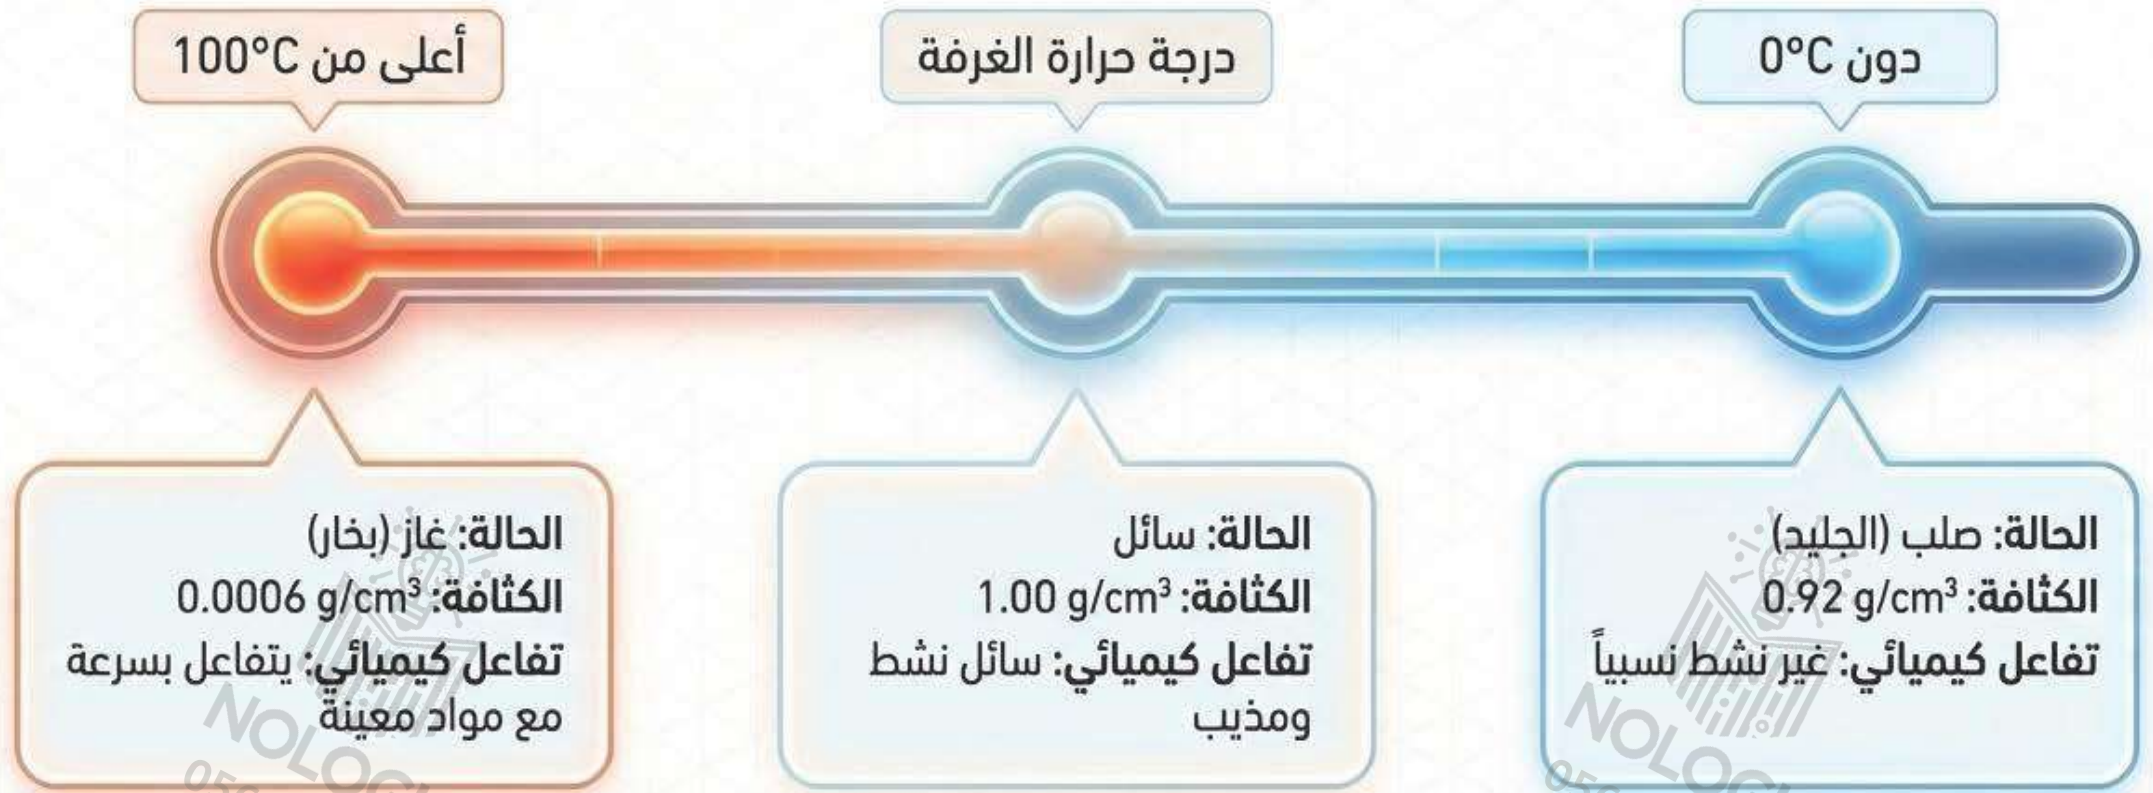 دون 0°C
درجة حرارة الغرفة
أعلى من 100°C
الحالة: صلب (الجليد)
الكثافة: 0.92 g/cm³
تفاعل كيميائي: غير نشط نسبياً
الحالة: سائل
الكثافة: 1.00 g/cm³
تفاعل كيميائي: سائل نشط
ومذيب
الحالة: غاز (بخار)
الكثافة: 0.0006 g/cm³
تفاعل كيميائي: يتفاعل بسرعة
مع مواد معينة